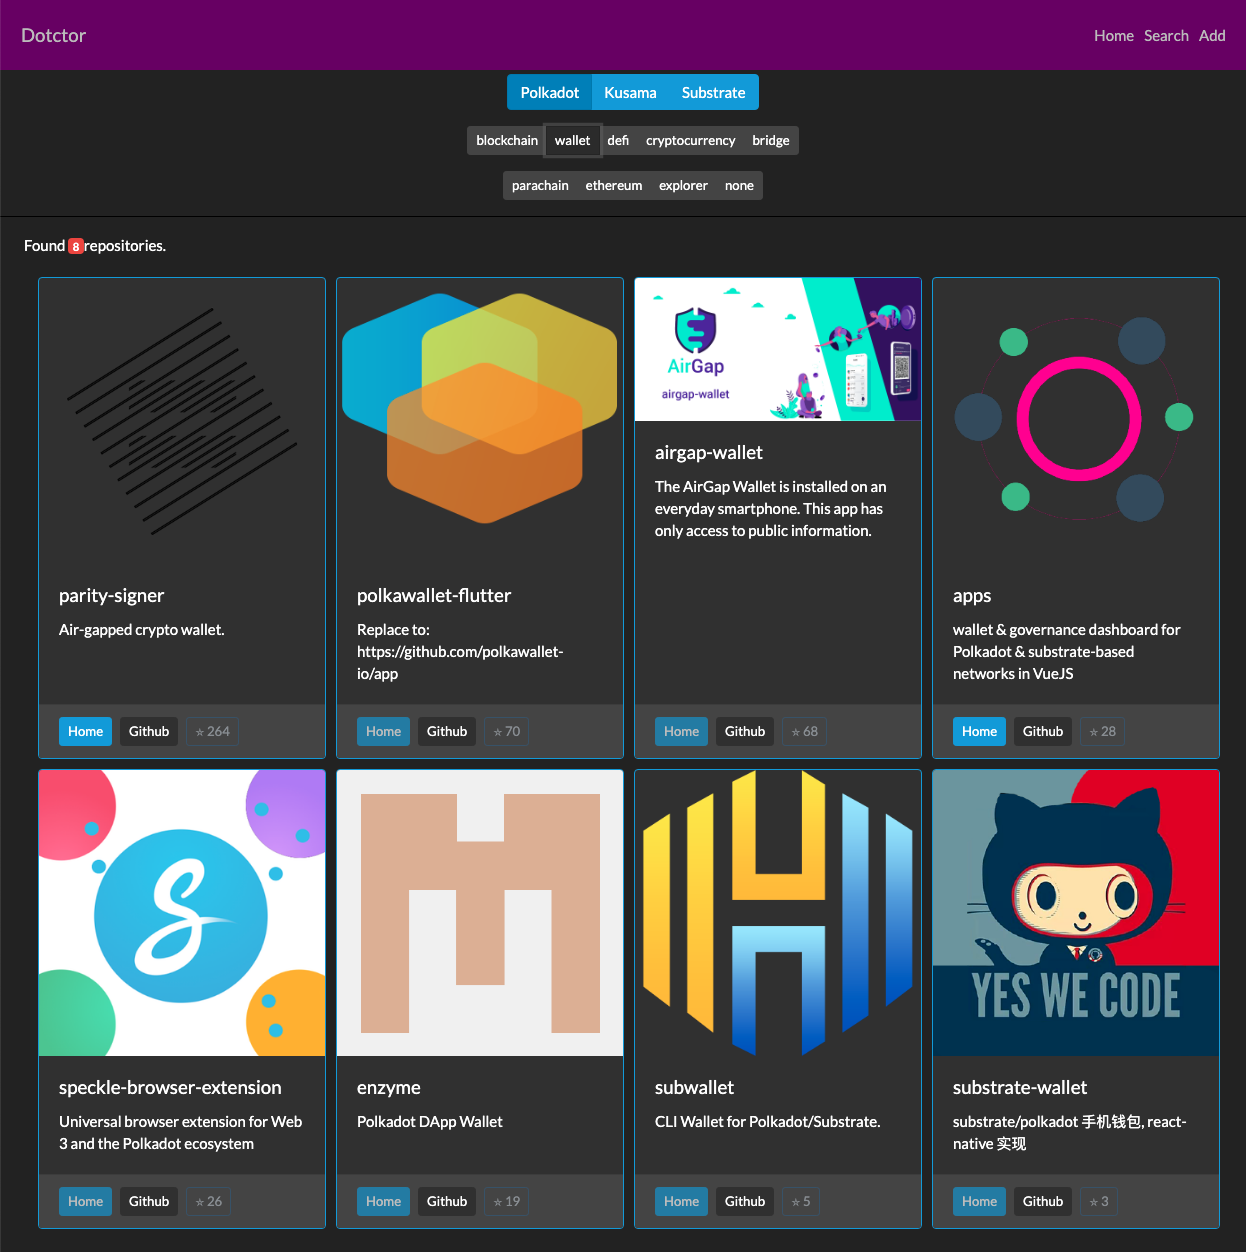 Dotctor
Home Search Add
Polkadot Kusama Substrate
blockchain wallet defi cryptocurrency bridge
parachain ethereum explorer none
Found 8 repositories.
parity-signer
Air-gapped crypto wallet.
Home Github ☆ 264
polkawallet-flutter
Replace to:
https://github.com/polkawallet-
io/app
Home Github ☆ 70
AirGap
airgap-wallet
airgap-wallet
The AirGap Wallet is installed on an
everyday smartphone. This app has
only access to public information.
Home Github ☆ 68
apps
wallet & governance dashboard for
Polkadot & substrate-based
networks in VueJS
Home Github ☆ 28
S
speckle-browser-extension
Universal browser extension for Web
3 and the Polkadot ecosystem
Home Github ☆ 26
enzyme
Polkadot DApp Wallet
Home Github ☆ 19
subwallet
CLI Wallet for Polkadot/Substrate.
Home Github ☆ 5
YES WE CODE
substrate-wallet
substrate/polkadot 手机钱包, react-
native 实现
Home Github ☆ 3